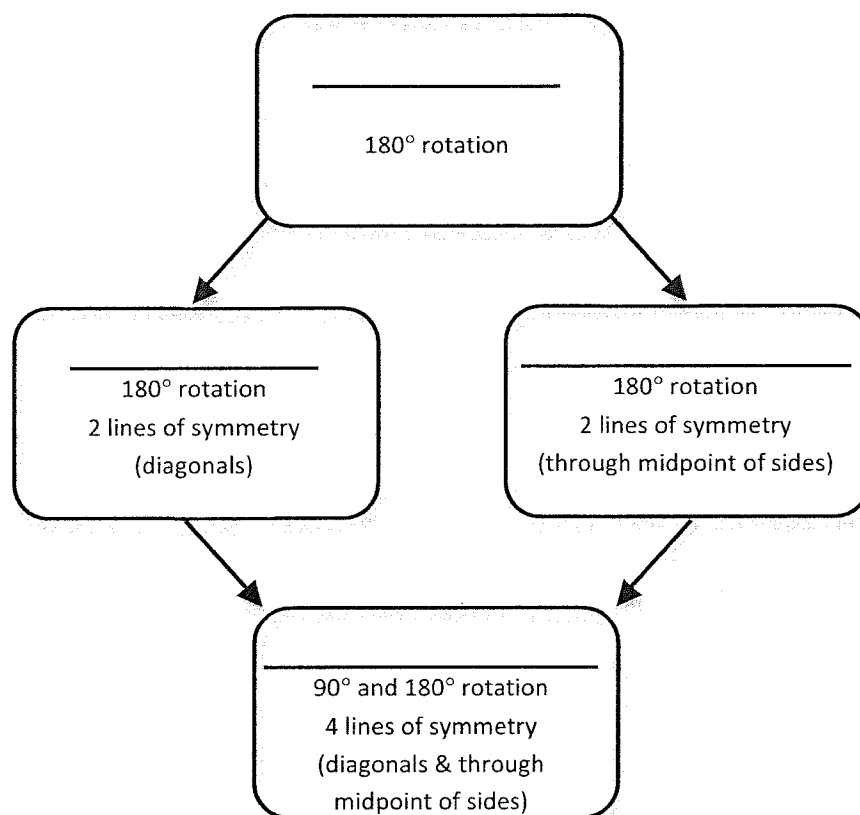 180° rotation
180° rotation
2 lines of symmetry
(diagonals)
180° rotation
2 lines of symmetry
(through midpoint of sides)
90° and 180° rotation
4 lines of symmetry
(diagonals & through
midpoint of sides)